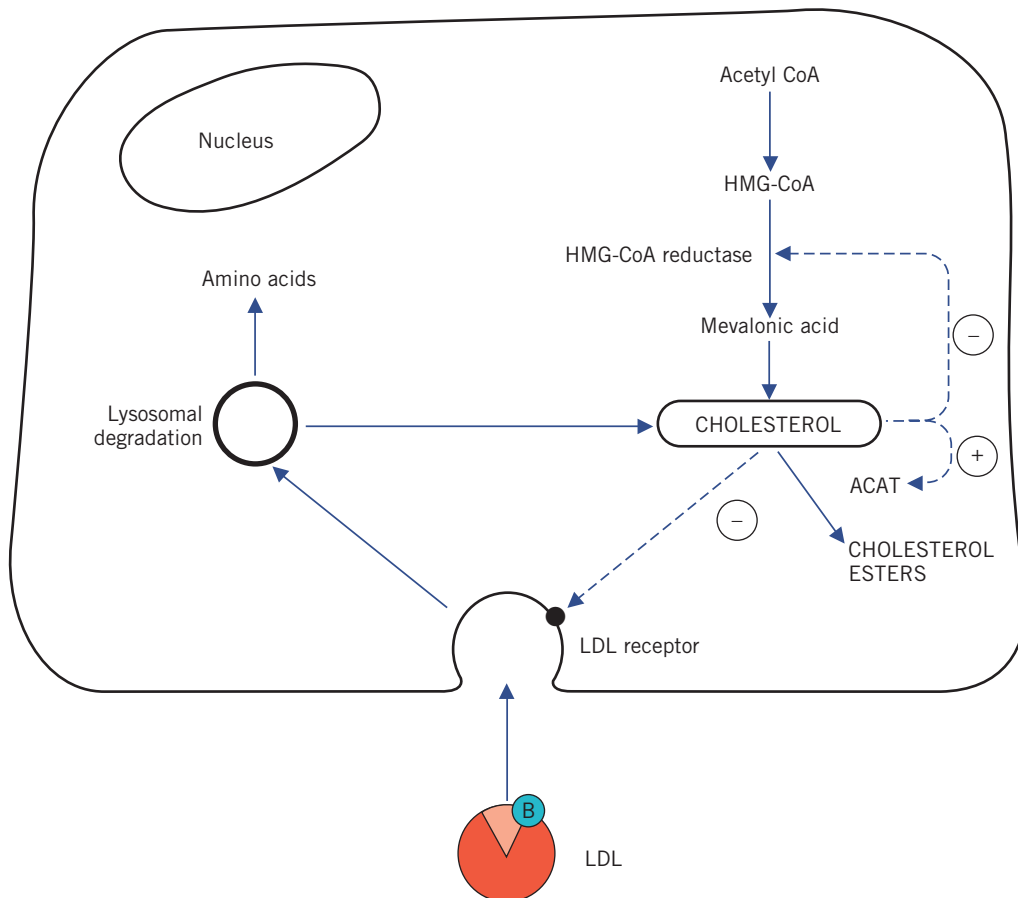 Acetyl CoA
Nucleus
HMG-CoA
HMG-CoA reductase
Amino acids
Mevalonic acid
−
Lysosomal
degradation
CHOLESTEROL
+
ACAT
−
CHOLESTEROL
ESTERS
LDL receptor
B
LDL